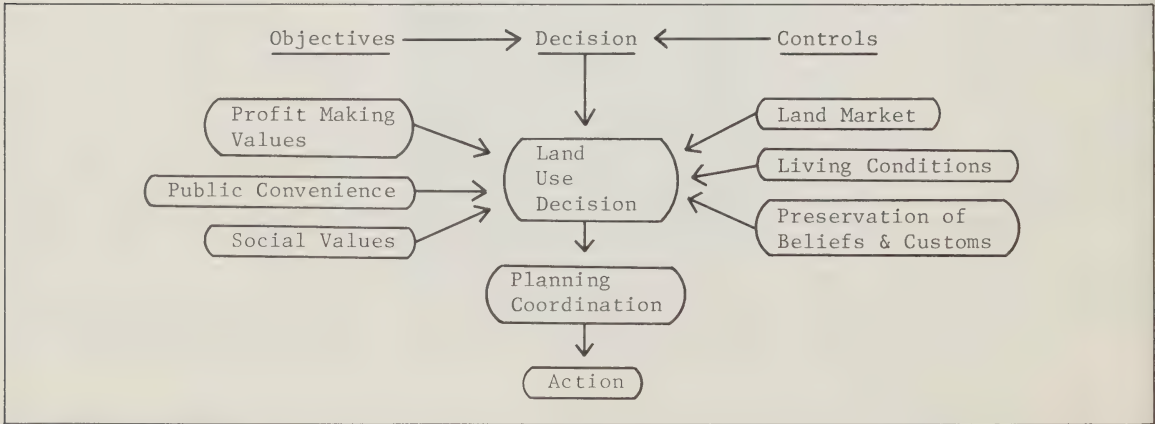 Objectives Decision Controls
Profit Making
Values
Public Convenience
Social Values
Land
Use
Decision
Land Market
Living Conditions
Preservation of
Beliefs & Customs
Planning
Coordination
Action